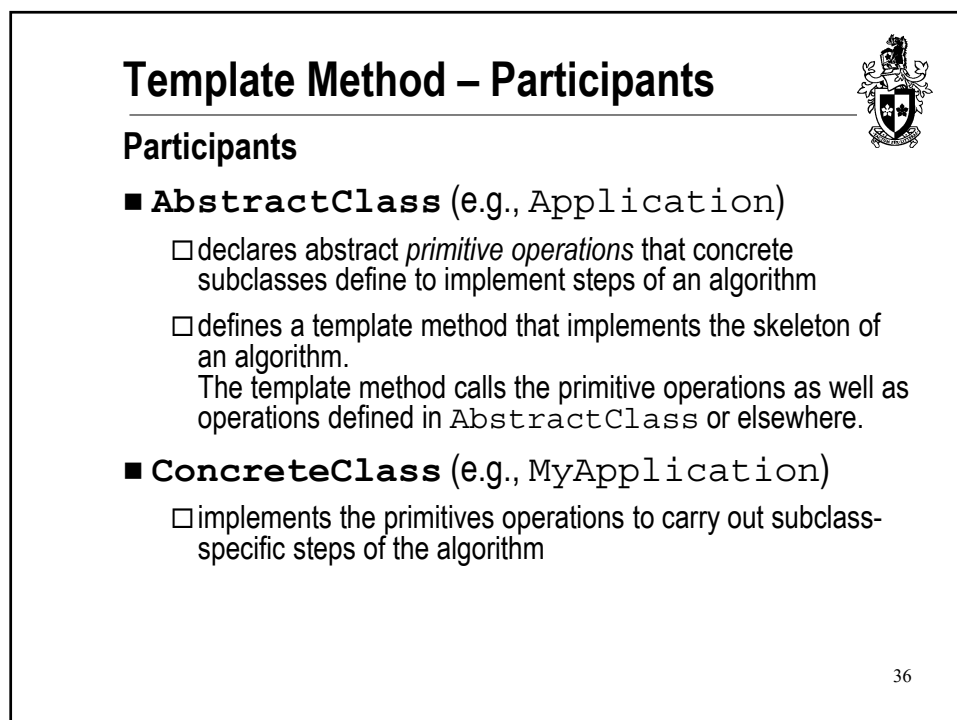 Template Method – Participants
Participants
■ AbstractClass (e.g., Application)
□ declares abstract primitive operations that concrete
subclasses define to implement steps of an algorithm
□ defines a template method that implements the skeleton of
an algorithm.
The template method calls the primitive operations as well as
operations defined in AbstractClass or elsewhere.
■ ConcreteClass (e.g., MyApplication)
□ implements the primitives operations to carry out subclass-
specific steps of the algorithm
36